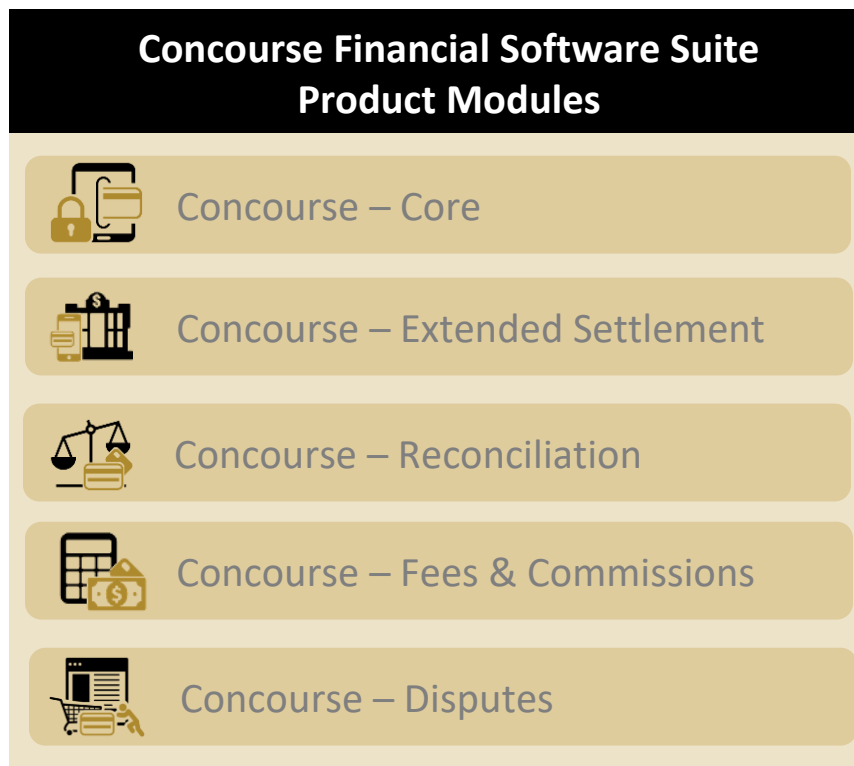 Concourse Financial Software Suite
Product Modules
Concourse – Core
Concourse – Extended Settlement
Concourse – Reconciliation
Concourse – Fees & Commissions
Concourse – Disputes